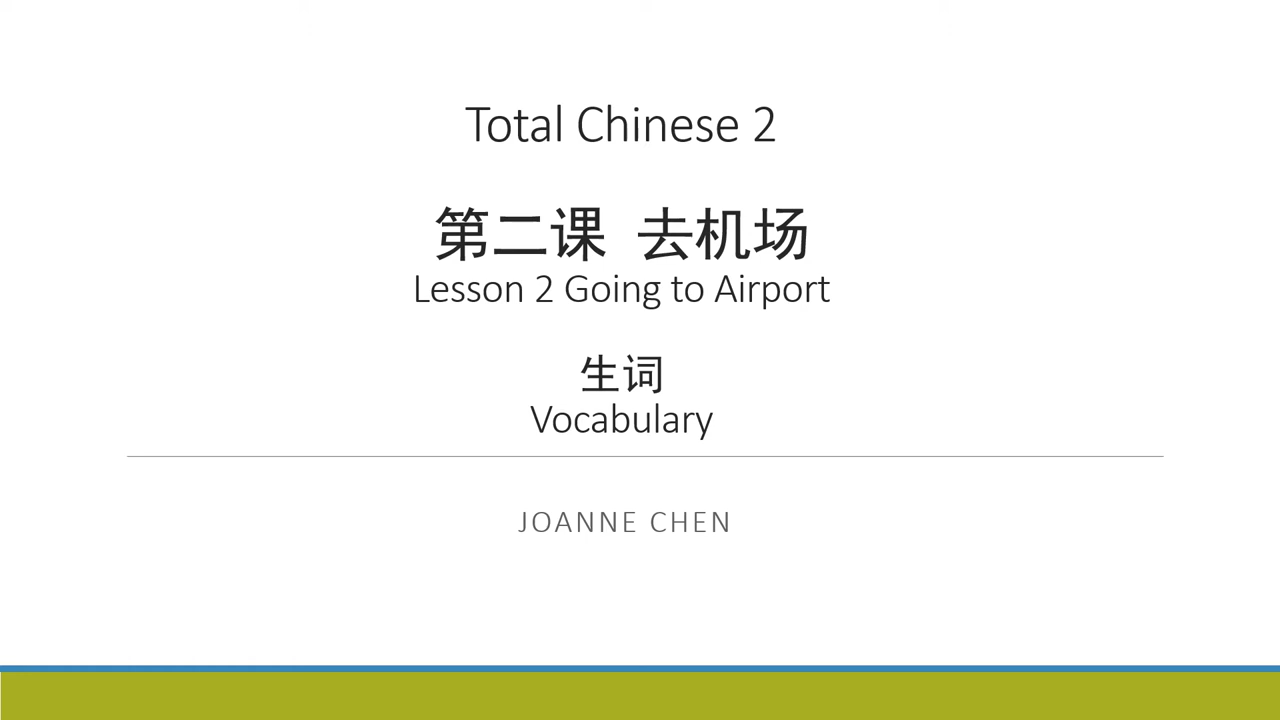 Total Chinese 2
第二课 去机场
Lesson 2 Going to Airport
生词
Vocabulary
JOANNE CHEN